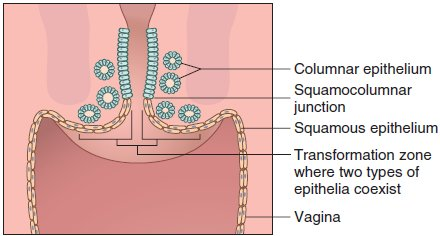 Columnar epithelium
Squamocolumnar
junction
Squamous epithelium
Transformation zone
where two types of
epithelia coexist
Vagina